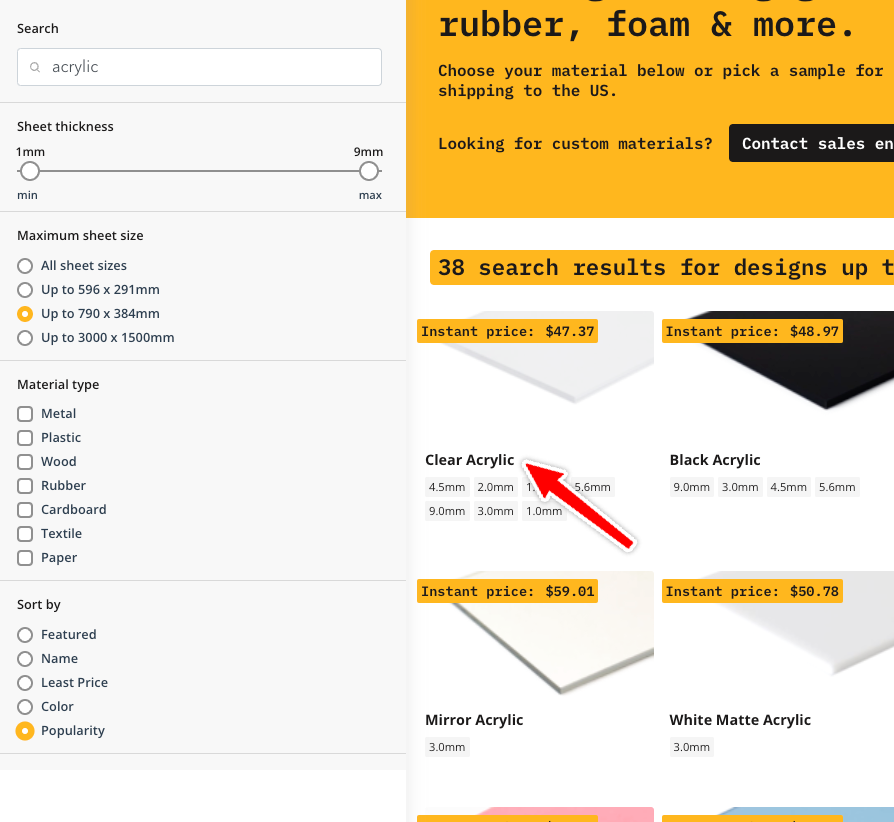 Search
acrylic
Sheet thickness
1mm 9mm
min max
Maximum sheet size
All sheet sizes
Up to 596 x 291mm
Up to 790 x 384mm
Up to 3000 x 1500mm
Material type
Metal
Plastic
Wood
Rubber
Cardboard
Textile
Paper
Sort by
Featured
Name
Least Price
Color
Popularity
rubber, foam & more.
Choose your material below or pick a sample for
shipping to the US.
Looking for custom materials? Contact sales en
38 search results for designs up t
Instant price: $47.37
Clear Acrylic
4.5mm 2.0mm 5.6mm
9.0mm 3.0mm 1.0mm
Instant price: $48.97
Black Acrylic
9.0mm 3.0mm 4.5mm 5.6mm
Instant price: $59.01
Mirror Acrylic
3.0mm
Instant price: $50.78
White Matte Acrylic
3.0mm